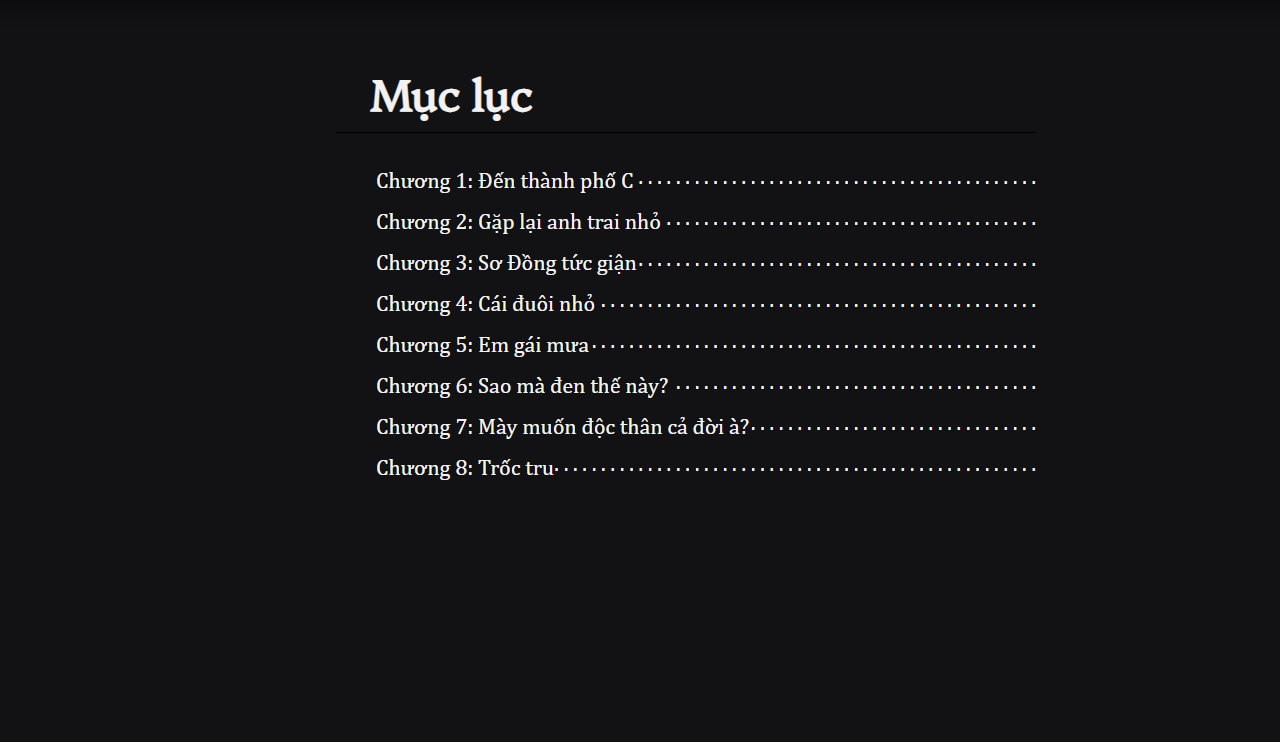 Mục lục
Chương 1: Đến thành phố C
Chương 2: Gặp lại anh trai nhỏ
Chương 3: Sơ Đồng tức giận
Chương 4: Cái đuôi nhỏ
Chương 5: Em gái mưa
Chương 6: Sao mà đen thế này?
Chương 7: Mày muốn độc thân cả đời à?
Chương 8: Trốc tru